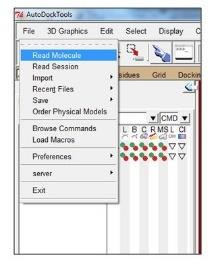 AutoDockTools
File 3D Graphics Edit Select Display
Read Molecule
Read Session
Import
Recent Files
Save
Order Physical Models
Browse Commands
Load Macros
Preferences
server
Exit
sidues Grid Dockin
CMD
L B C R MS L Cl